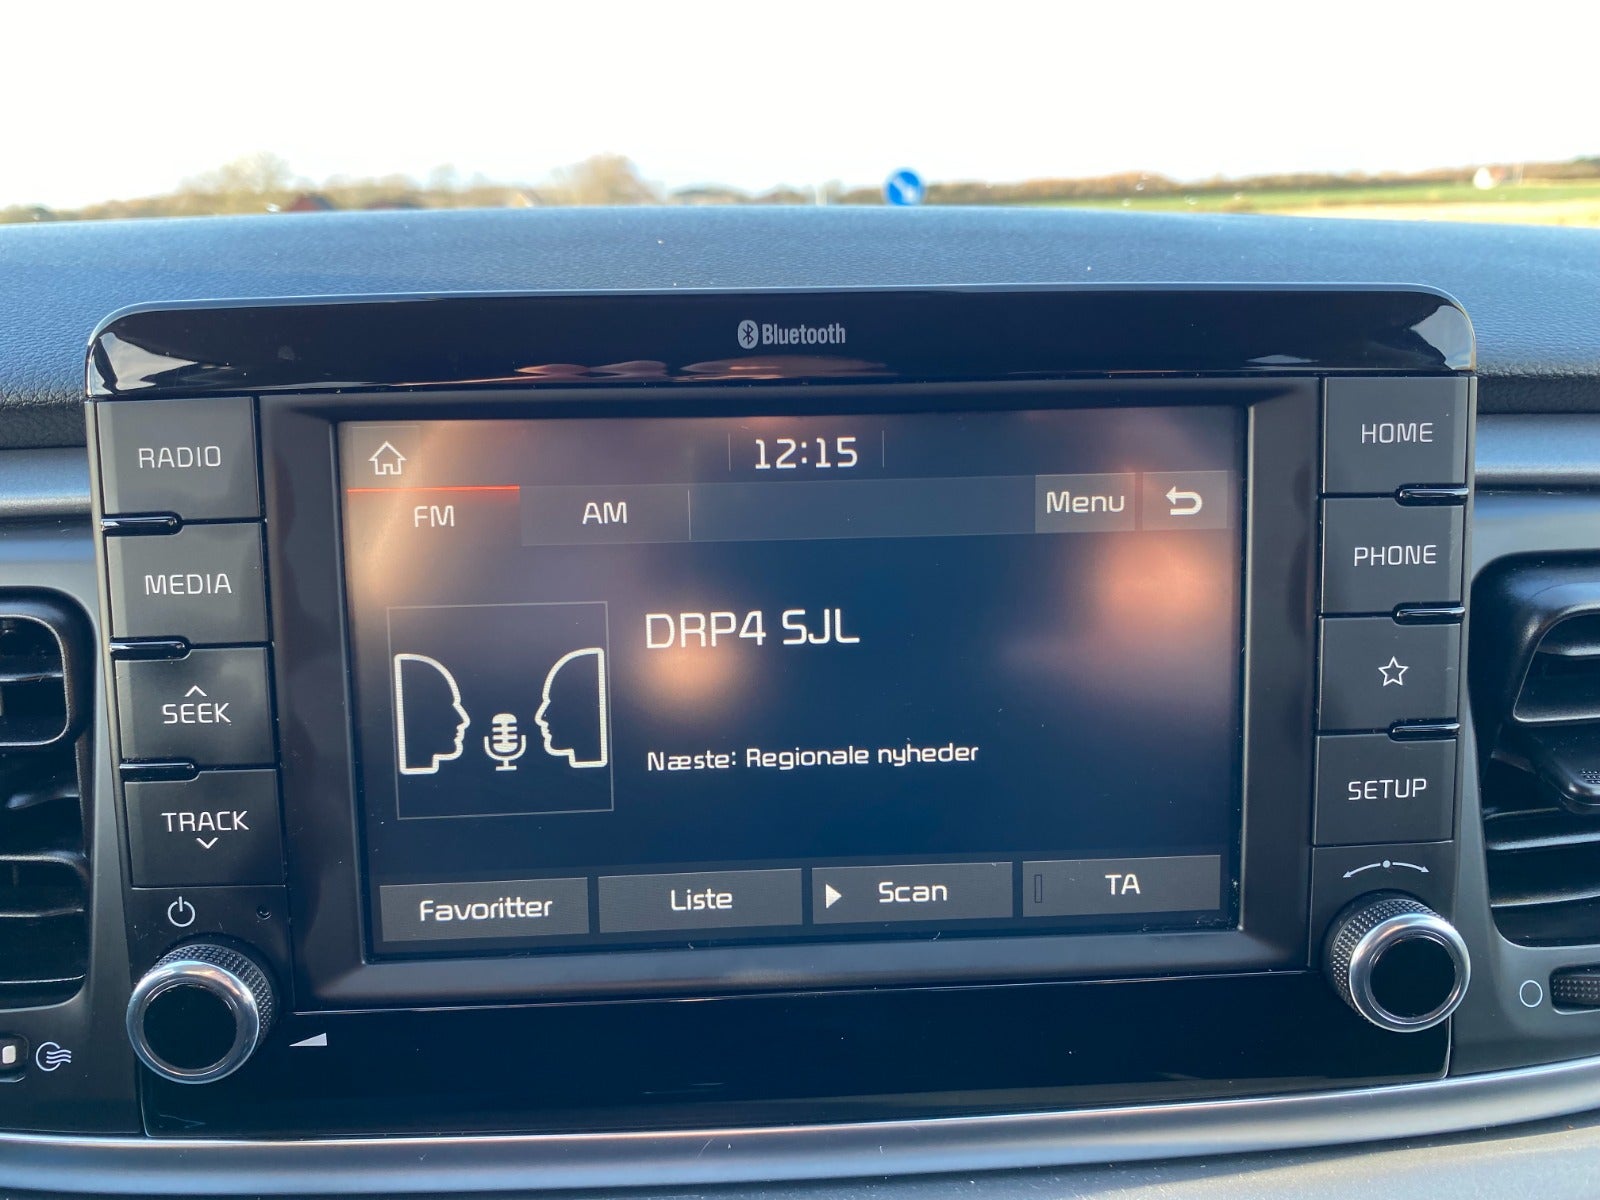 Bluetooth
RADIO
MEDIA
SEEK
TRACK
12:15
FM
AM
Menu
DRP4 SJL
Næste: Regionale nyheder
Favoritter
Liste
Scan
TA
HOME
PHONE
SETUP